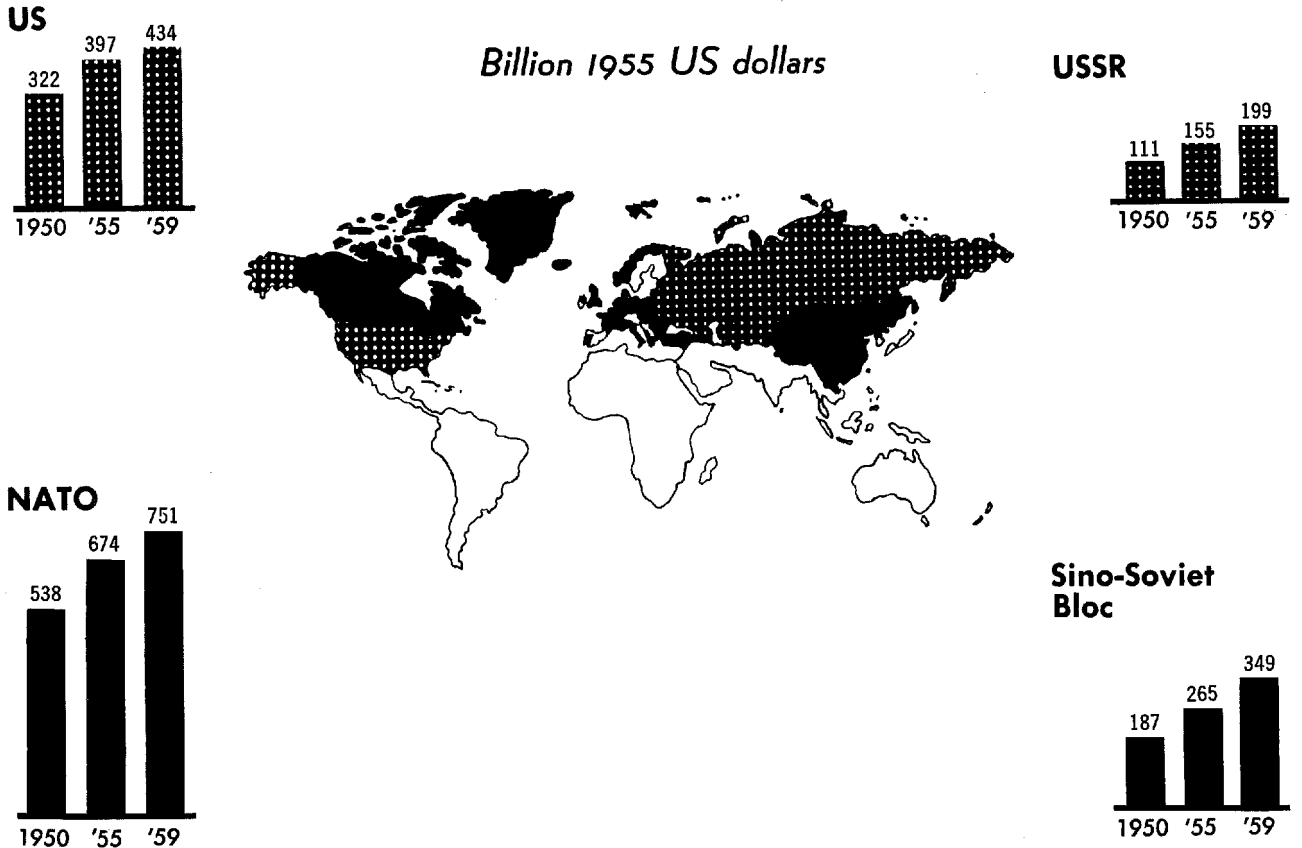 US
322 397 434
1950 '55 '59
Billion 1955 US dollars
USSR
111 155 199
1950 '55 '59
NATO
538 674 751
1950 '55 '59
Sino-Soviet
Bloc
187 265 349
1950 '55 '59